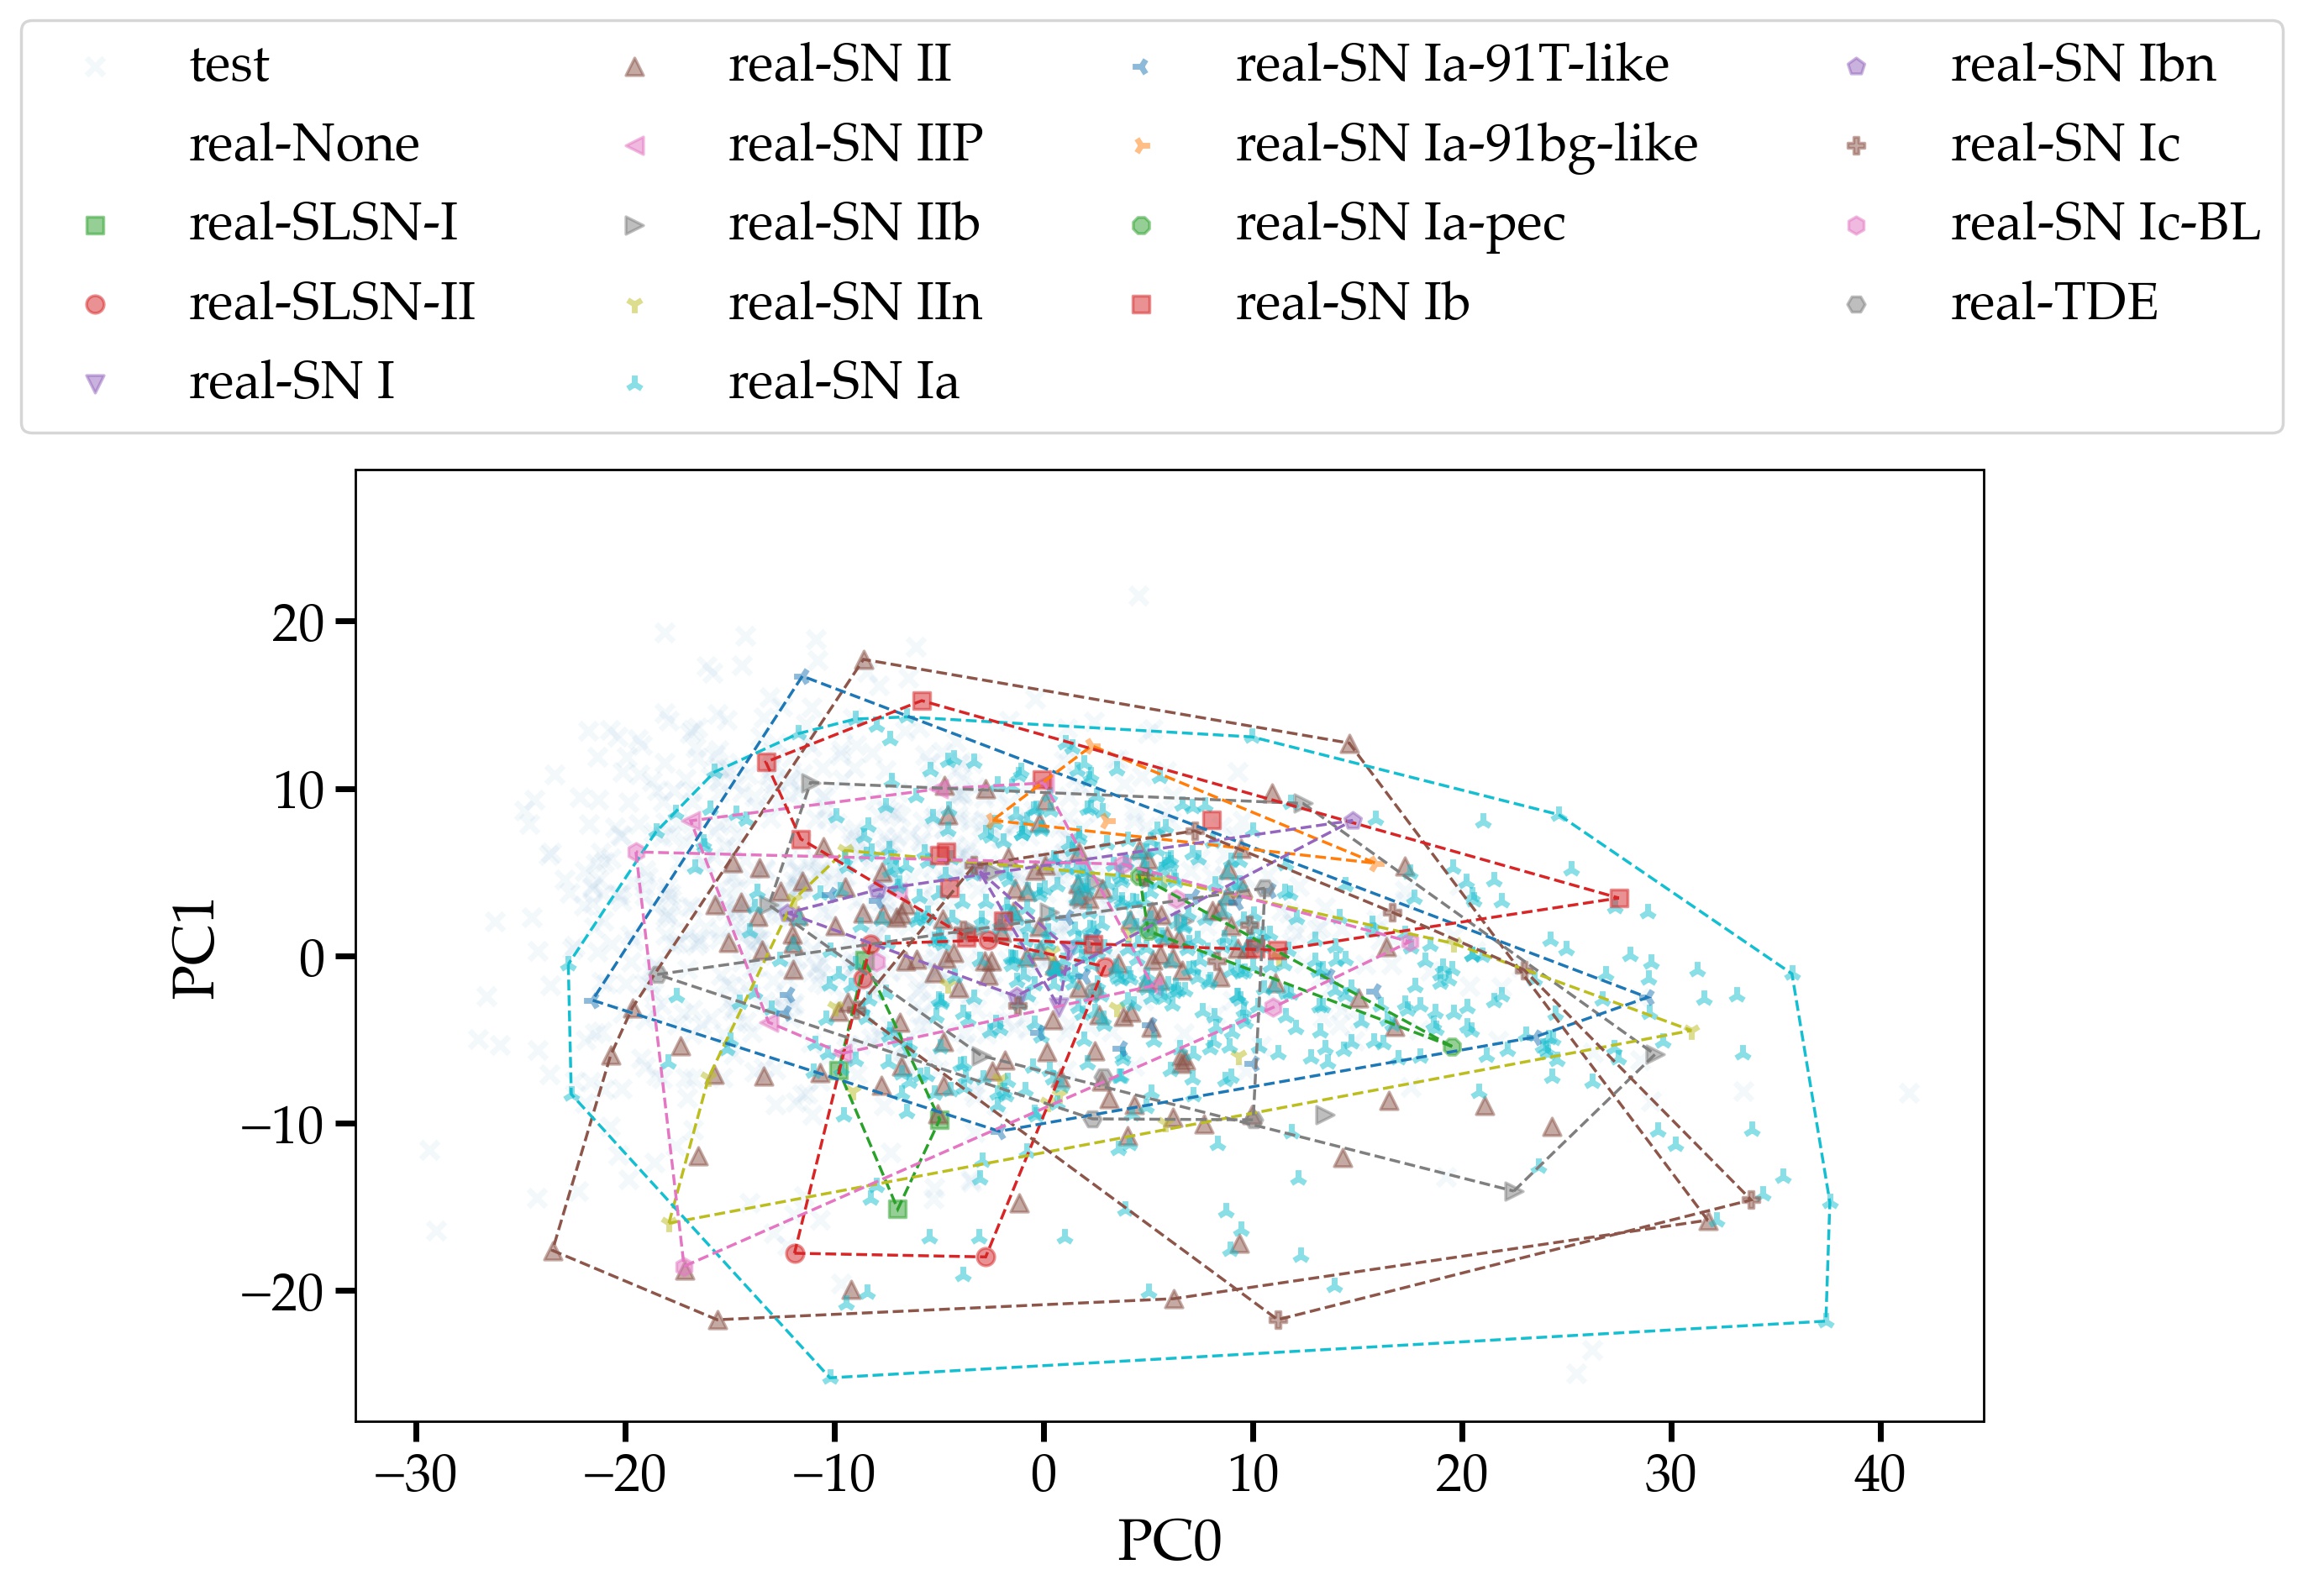 test
real-None
real-SLSN-I
real-SLSN-II
real-SN I
real-SN II
real-SN IIP
real-SN IIb
real-SN IIn
real-SN Ia
real-SN Ia-91T-like
real-SN Ia-91bg-like
real-SN Ia-pec
real-SN Ib
real-SN Ibn
real-SN Ic
real-SN Ic-BL
real-TDE
PC1
20
10
0
−10
−20
−30 −20 −10 0 10 20 30 40
PC0